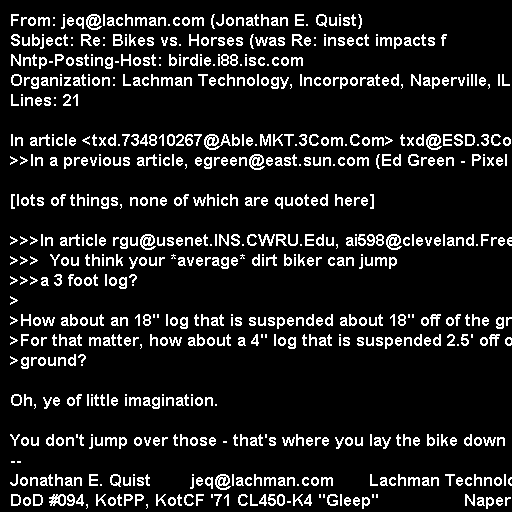 From: jeq@lachman.com (Jonathan E. Quist)
Subject: Re: Bikes vs. Horses (was Re: insect impacts f
Nntp-Posting-Host: birdie.i88.isc.com
Organization: Lachman Technology, Incorporated, Naperville, IL
Lines: 21

In article <txd.734810267@Able.MKT.3Com.Com> txd@ESD.3Co
>>In a previous article, egreen@east.sun.com (Ed Green - Pixel

[lots of things, none of which are quoted here]

>>>In article rgu@usenet.INS.CWRU.Edu, ai598@cleveland.Free
>>>  You think your *average* dirt biker can jump
>>>a 3 foot log?
>
>How about an 18" log that is suspended about 18" off of the gr
>For that matter, how about a 4" log that is suspended 2.5' off o
>ground?

Oh, ye of little imagination.

You don't jump over those - that's where you lay the bike down
--
Jonathan E. Quist jeq@lachman.com Lachman Technolo
DoD #094, KotPP, KotCF '71 CL450-K4 "Gleep" Naper